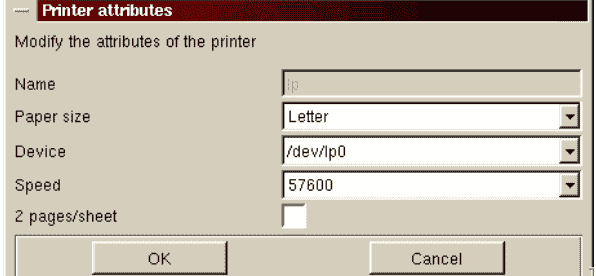 Printer attributes
Modify the attributes of the printer
Name lp
Paper size Letter
Device /dev/lp0
Speed 57600
2 pages/sheet
OK Cancel